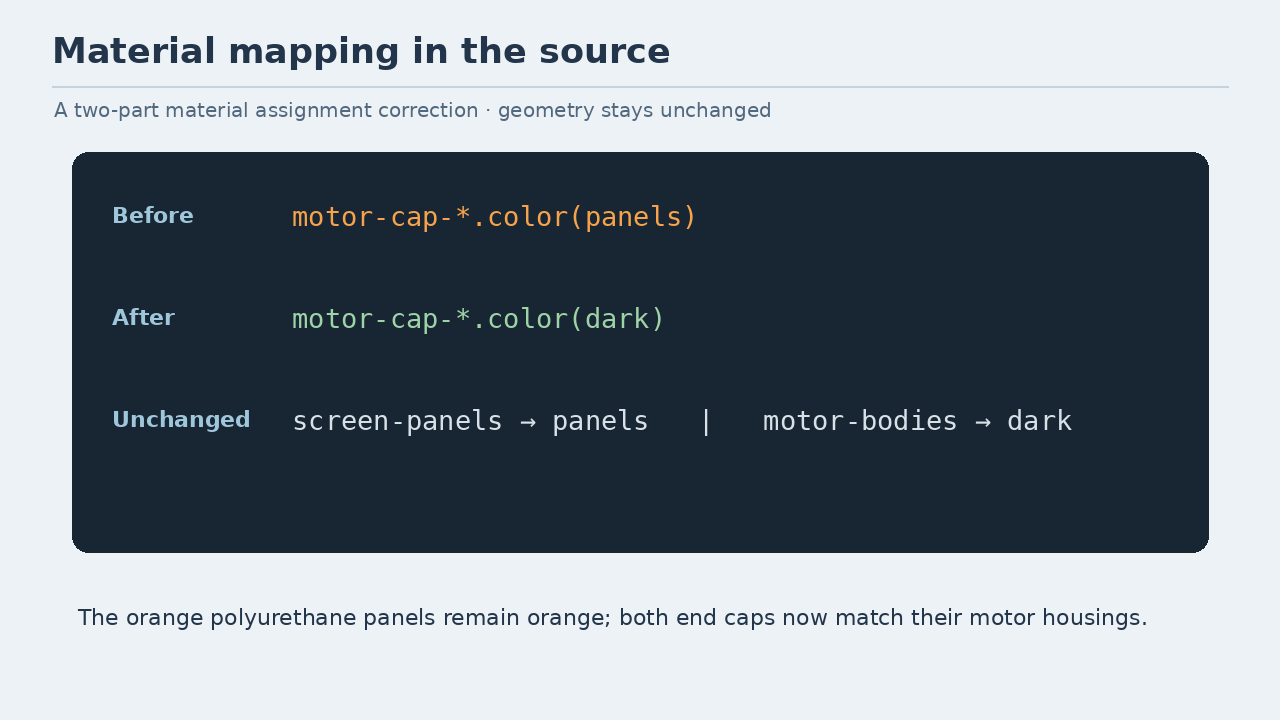 Material mapping in the source
A two-part material assignment correction · geometry stays unchanged
Before motor-cap-*.color(panels)
After motor-cap-*.color(dark)
Unchanged screen-panels → panels | motor-bodies → dark
The orange polyurethane panels remain orange; both end caps now match their motor housings.